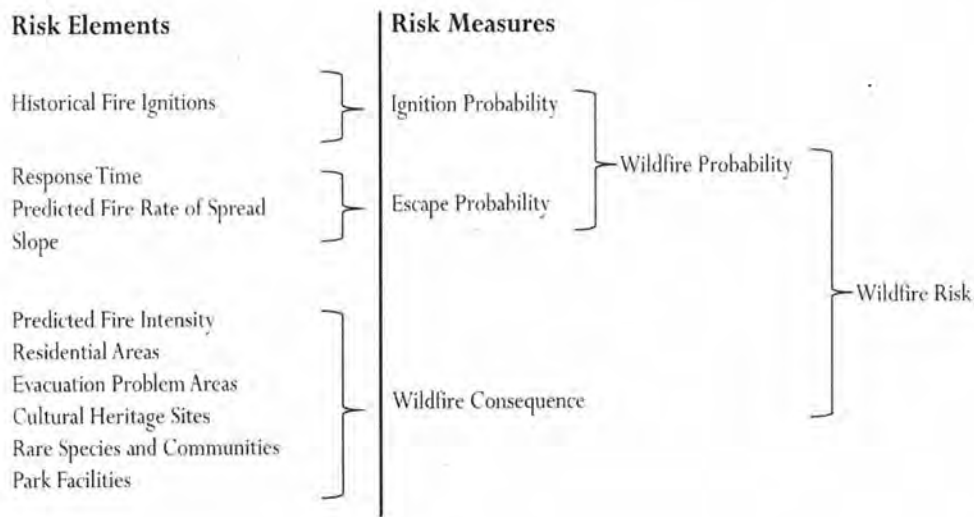 Risk Elements
Risk Measures
Historical Fire Ignitions
Ignition Probability
Response Time
Predicted Fire Rate of Spread
Slope
Escape Probability
Wildfire Probability
Predicted Fire Intensity
Residential Areas
Evacuation Problem Areas
Cultural Heritage Sites
Rare Species and Communities
Park Facilities
Wildfire Consequence
Wildfire Risk